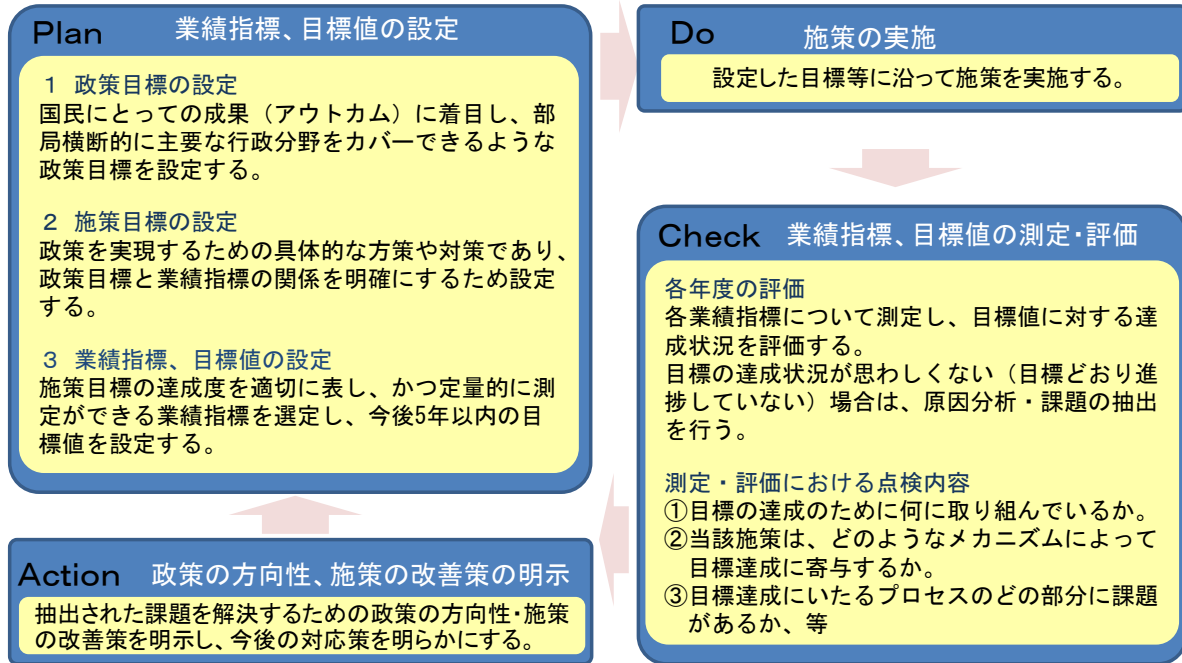 Plan 業績指標、目標値の設定
１ 政策目標の設定
国民にとっての成果（アウトカム）に着目し、部
局横断的に主要な行政分野をカバーできるような
政策目標を設定する。
２ 施策目標の設定
政策を実現するための具体的な方策や対策であり、
政策目標と業績指標の関係を明確にするため設定
する。
３ 業績指標、目標値の設定
施策目標の達成度を適切に表し、かつ定量的に測
定ができる業績指標を選定し、今後5年以内の目
標値を設定する。
Do 施策の実施
設定した目標等に沿って施策を実施する。
Check 業績指標、目標値の測定・評価
各年度の評価
各業績指標について測定し、目標値に対する達
成状況を評価する。
目標の達成状況が思わしくない（目標どおり進
捗していない）場合は、原因分析・課題の抽出
を行う。
測定・評価における点検内容
①目標の達成のために何に取り組んでいるか。
②当該施策は、どのようなメカニズムによって
目標達成に寄与するか。
③目標達成にいたるプロセスのどの部分に課題
があるか、等
Action 政策の方向性、施策の改善策の明示
抽出された課題を解決するための政策の方向性・施策
の改善策を明示し、今後の対応策を明らかにする。